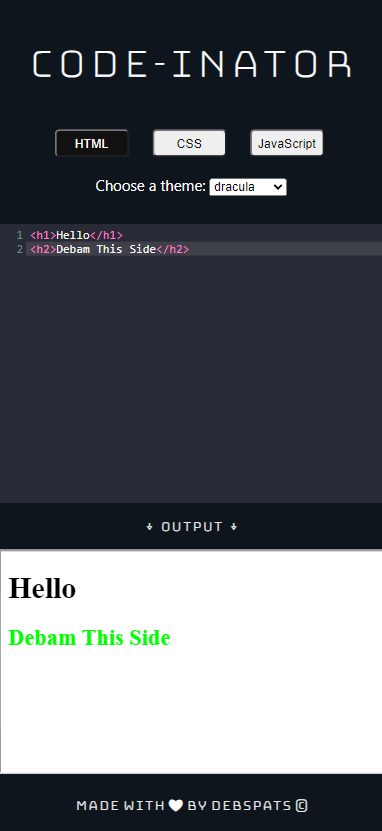 CODE-INATOR
HTML CSS JavaScript
Choose a theme: dracula
1 <h1>Hello</h1>
2 <h2>Debam This Side</h2>
↓ OUTPUT ↓
Hello
Debam This Side
MADE WITH 🤍 BY DEBSPATS ©